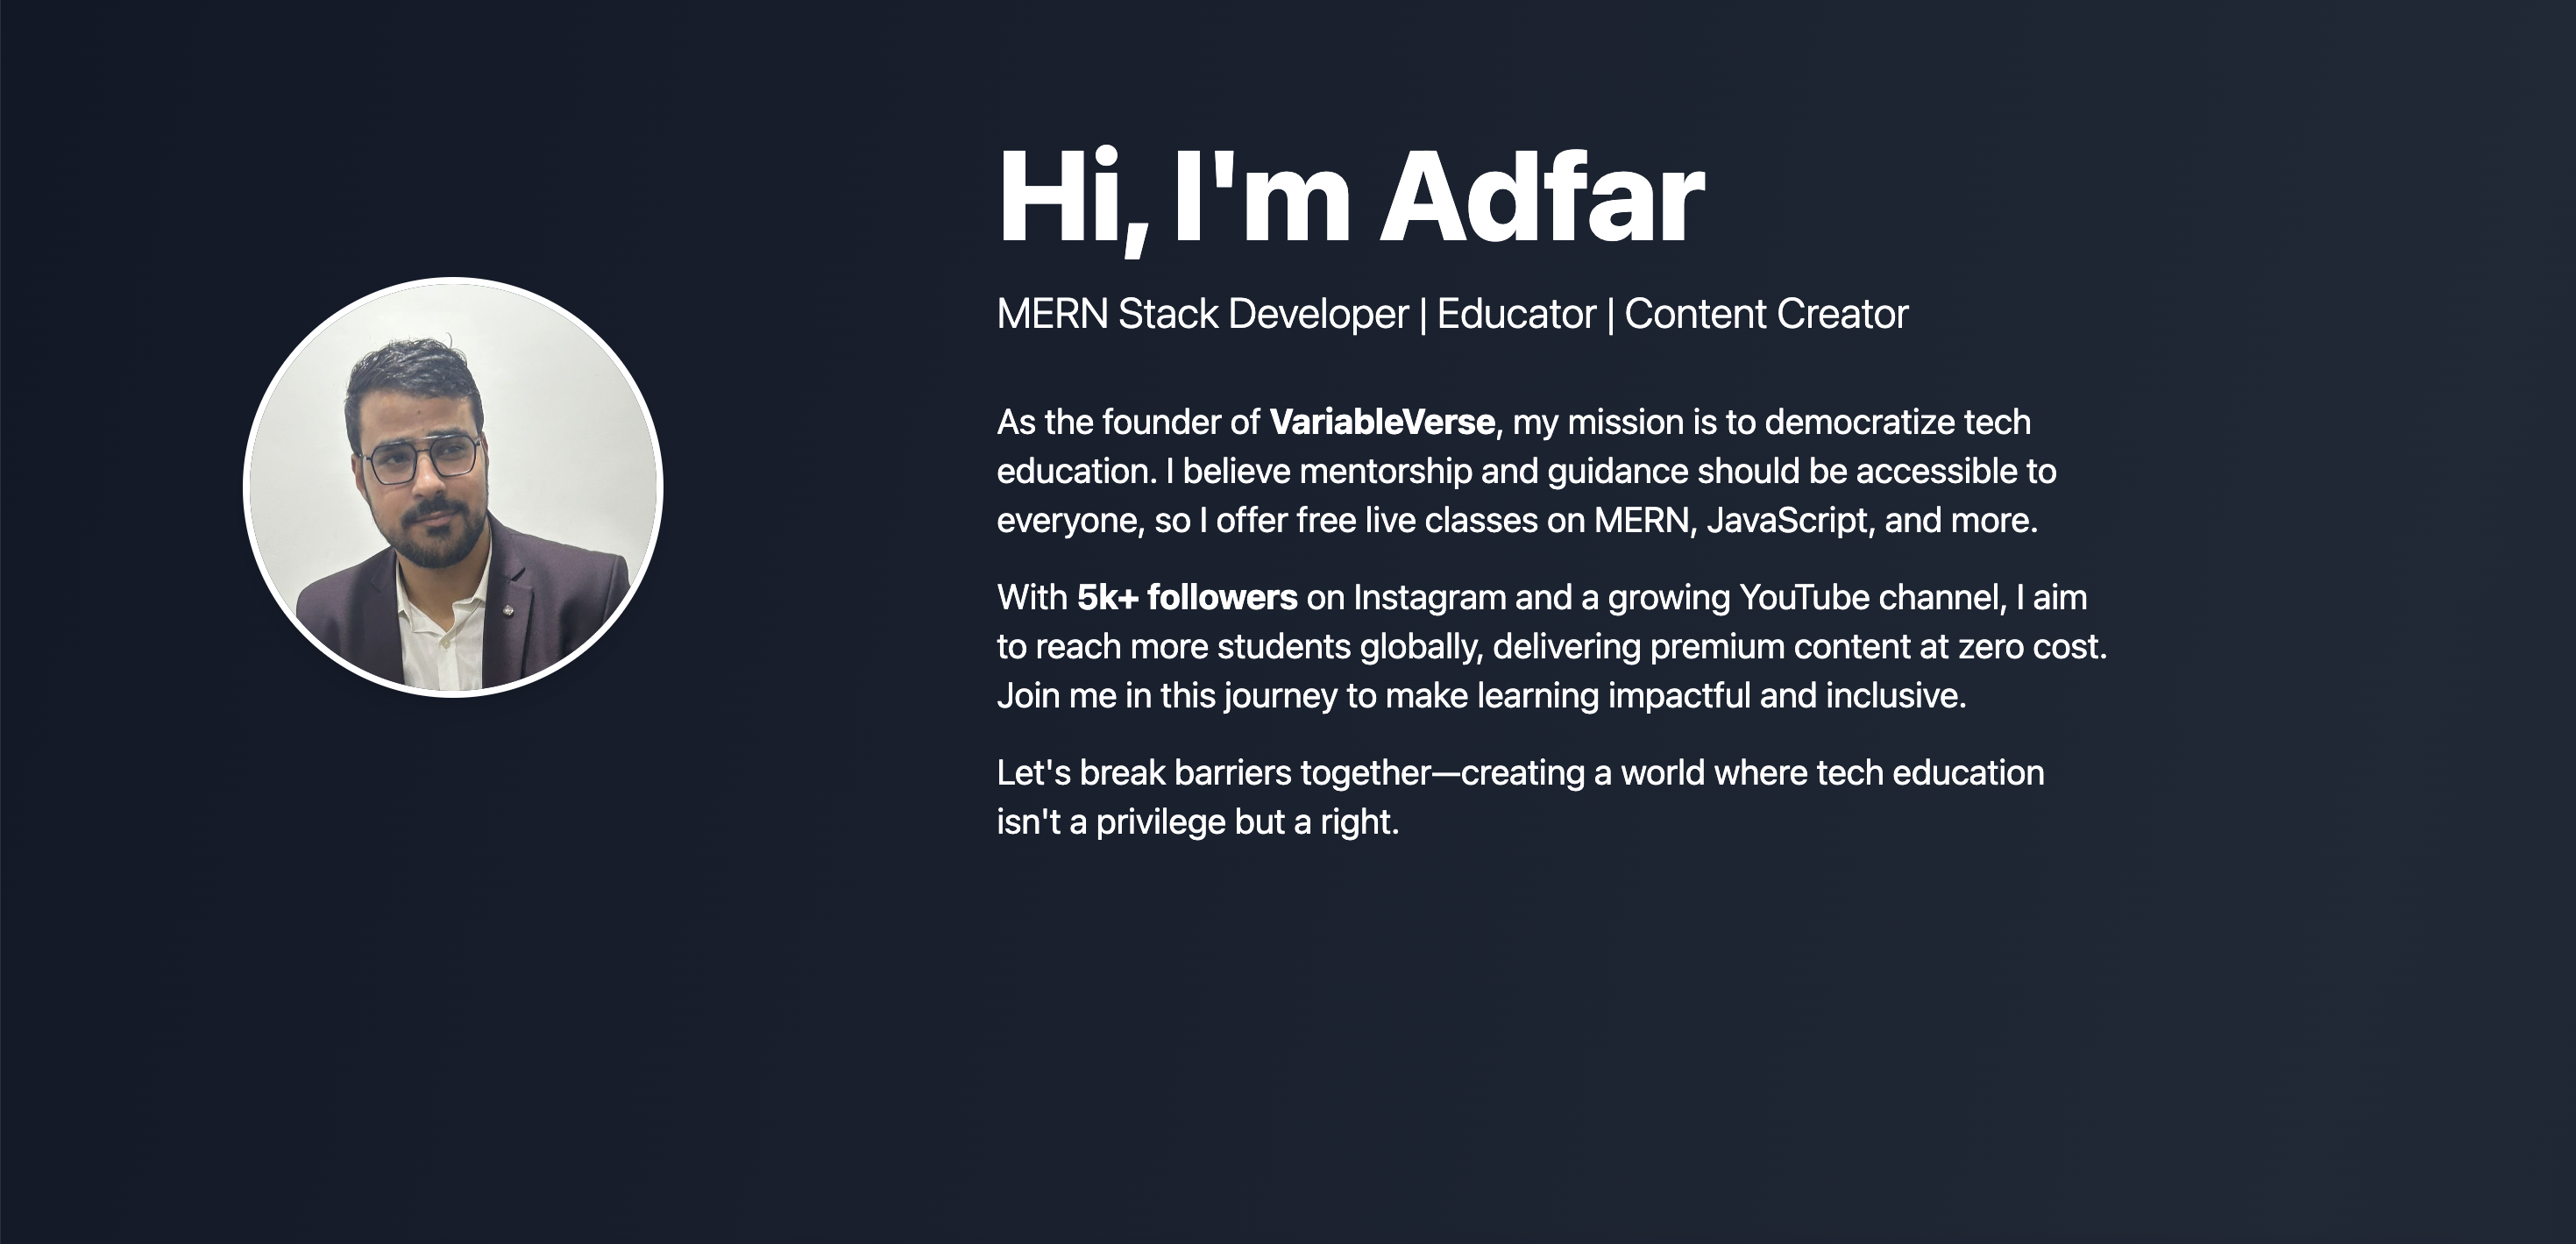 Hi, I'm Adfar
MERN Stack Developer | Educator | Content Creator
As the founder of VariableVerse, my mission is to democratize tech
education. I believe mentorship and guidance should be accessible to
everyone, so I offer free live classes on MERN, JavaScript, and more.
With 5k+ followers on Instagram and a growing YouTube channel, I aim
to reach more students globally, delivering premium content at zero cost.
Join me in this journey to make learning impactful and inclusive.
Let's break barriers together—creating a world where tech education
isn't a privilege but a right.